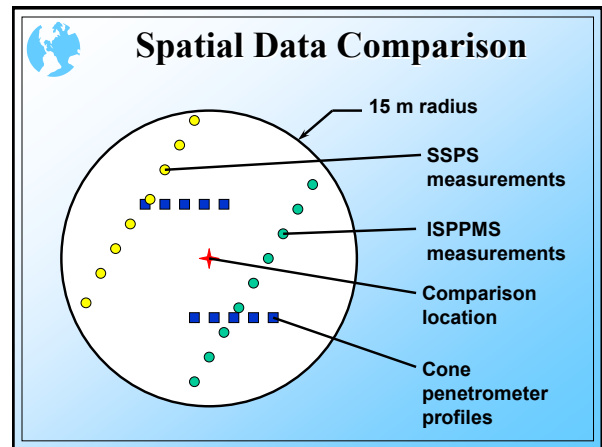 Spatial Data Comparison
15 m radius
SSPS
measurements
ISPPMS
measurements
Comparison
location
Cone
penetrometer
profiles